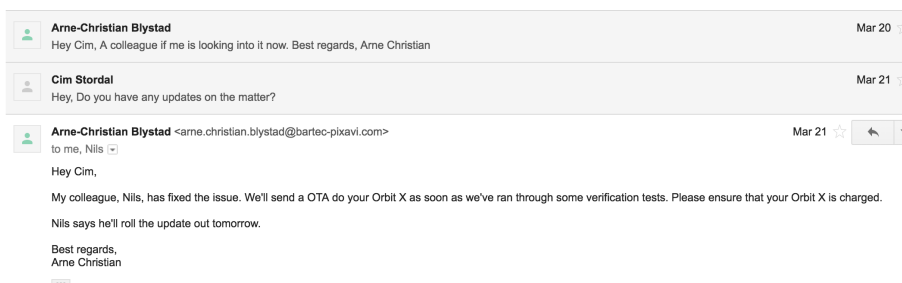 Arne-Christian Blystad
Mar 20
Hey Cim, A colleague if me is looking into it now. Best regards, Arne Christian
Cim Stordal
Mar 21
Hey, Do you have any updates on the matter?
Arne-Christian Blystad <arne.christian.blystad@bartec-pixavi.com>
Mar 21
to me, Nils
Hey Cim,
My colleague, Nils, has fixed the issue. We'll send a OTA do your Orbit X as soon as we've ran through some verification tests. Please ensure that your Orbit X is charged.
Nils says he'll roll the update out tomorrow.
Best regards,
Arne Christian